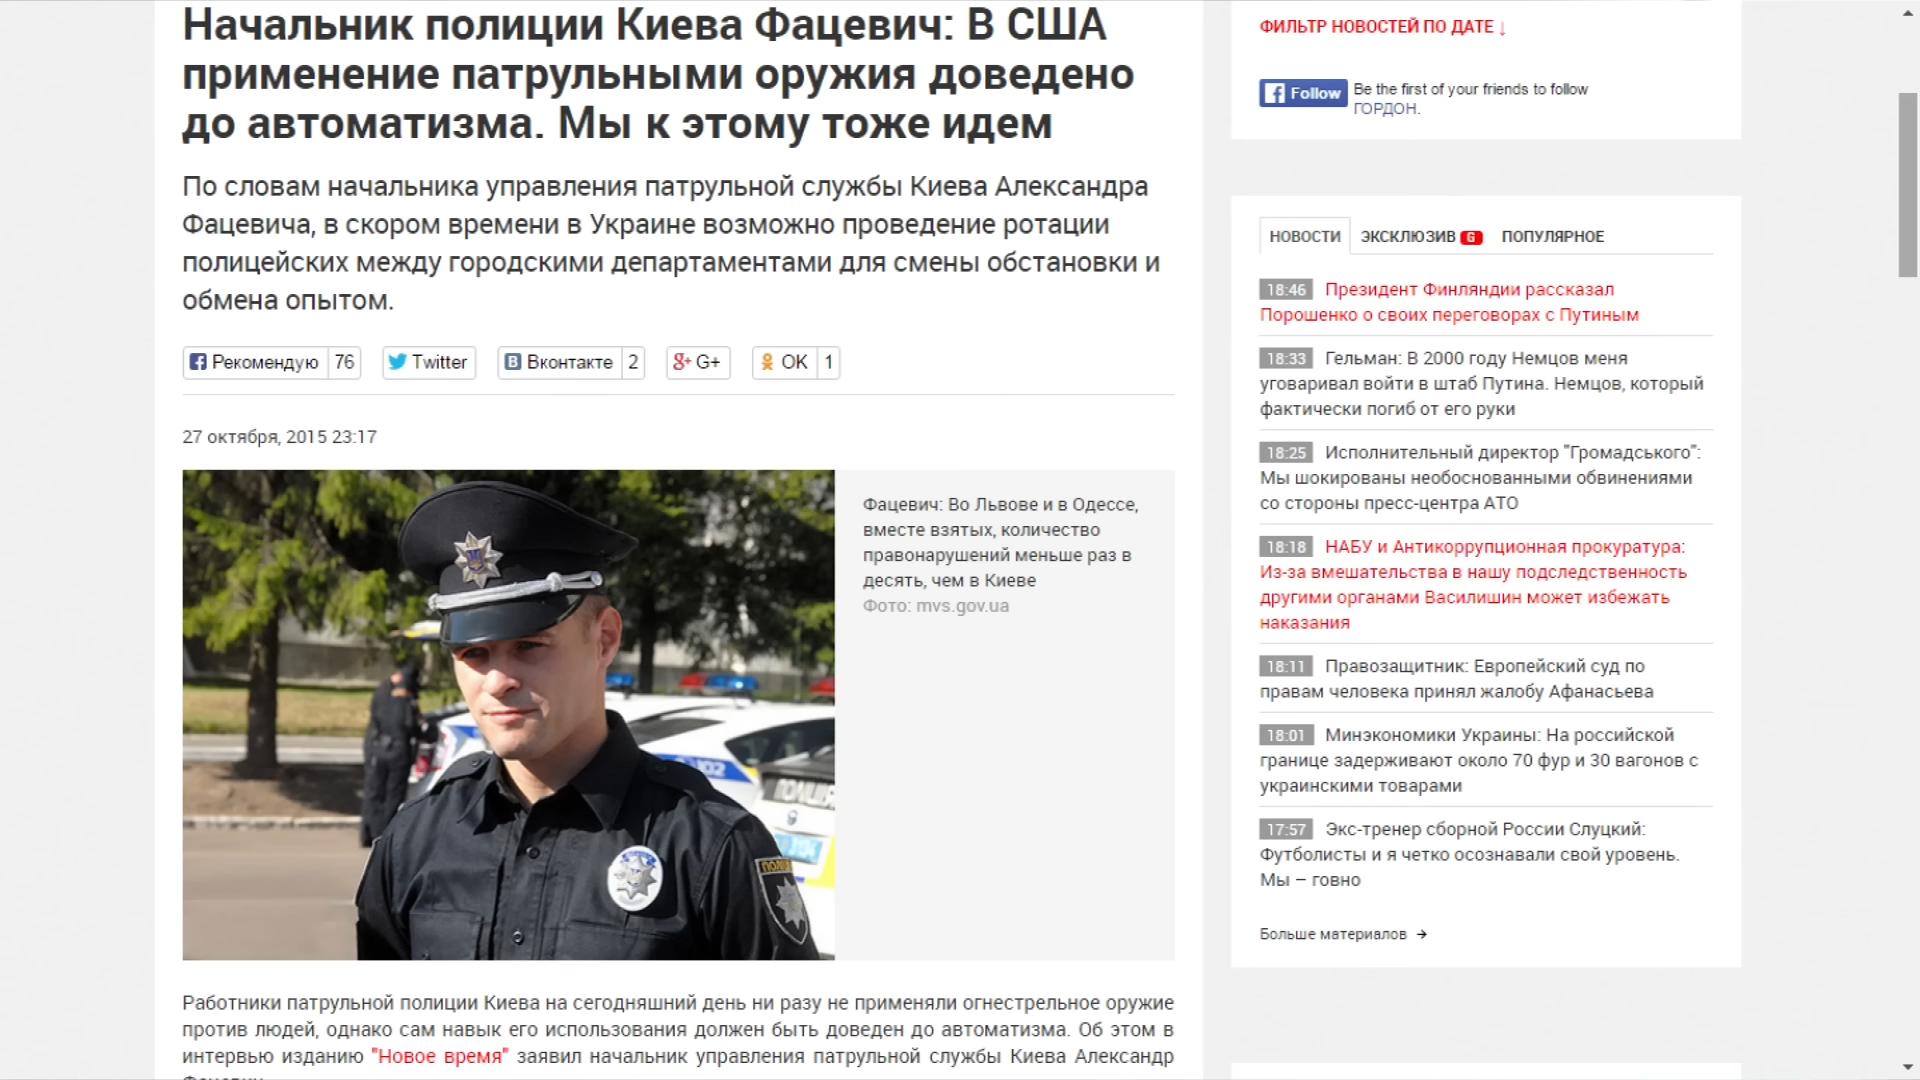 Начальник полиции Киева Фацевич: В США
применение патрульными оружия доведено
до автоматизма. Мы к этому тоже идем
По словам начальника управления патрульной службы Киева Александра
Фацевича, в скором времени в Украине возможно проведение ротации
полицейских между городскими департаментами для смены обстановки и
обмена опытом.
Рекомендую 76 Twitter Вконтакте 2 G+ OK 1
27 октября, 2015 23:17
102
ПОЛІЦІЯ
Фацевич: Во Львове и в Одессе,
вместе взятых, количество
правонарушений меньше раз в
десять, чем в Киеве
Фото: mvs.gov.ua
Работники патрульной полиции Киева на сегодняшний день ни разу не применяли огнестрельное оружие
против людей, однако сам навык его использования должен быть доведен до автоматизма. Об этом в
интервью изданию "Новое время" заявил начальник управления патрульной службы Киева Александр
ФИЛЬТР НОВОСТЕЙ ПО ДАТЕ ↓
Follow Be the first of your friends to follow
ГОРДОН.
НОВОСТИ ЭКСКЛЮЗИВ G ПОПУЛЯРНОЕ
18:46 Президент Финляндии рассказал
Порошенко о своих переговорах с Путиным
18:33 Гельман: В 2000 году Немцов меня
уговаривал войти в штаб Путина. Немцов, который
фактически погиб от его руки
18:25 Исполнительный директор "Громадського":
Мы шокированы необоснованными обвинениями
со стороны пресс-центра АТО
18:18 НАБУ и Антикоррупционная прокуратура:
Из-за вмешательства в нашу подследственность
другими органами Василишин может избежать
наказания
18:11 Правозащитник: Европейский суд по
правам человека принял жалобу Афанасьева
18:01 Минэкономики Украины: На российской
границе задерживают около 70 фур и 30 вагонов с
украинскими товарами
17:57 Экс-тренер сборной России Слуцкий:
Футболисты и я четко осознавали свой уровень.
Мы – говно
Больше материалов →